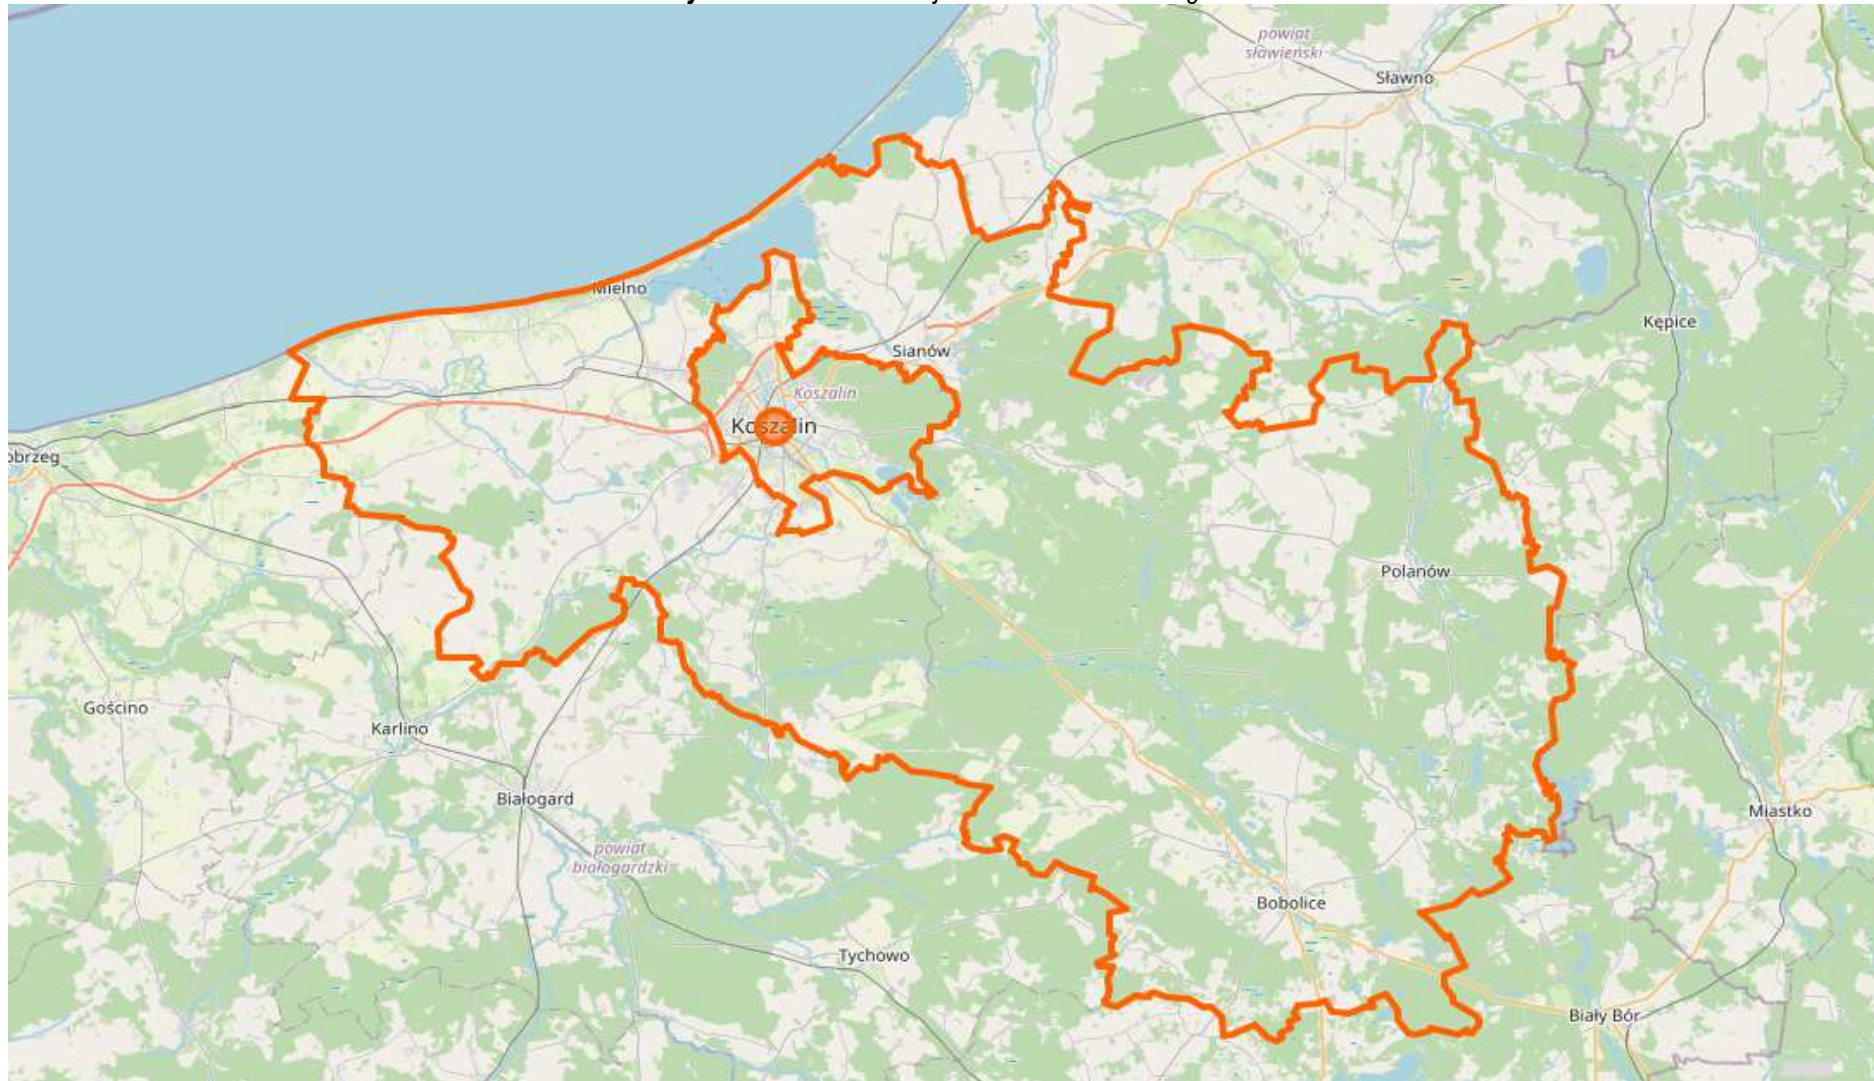 powiat
sławieński
Sławno
Mielno
Kępice
Sianów
Koszalin
Koszalin
obrzeg
Polanów
Gościno
Karlino
Białogard
Miastko
powiat
białogardzki
Bobolice
Tychowo
Biały Bór